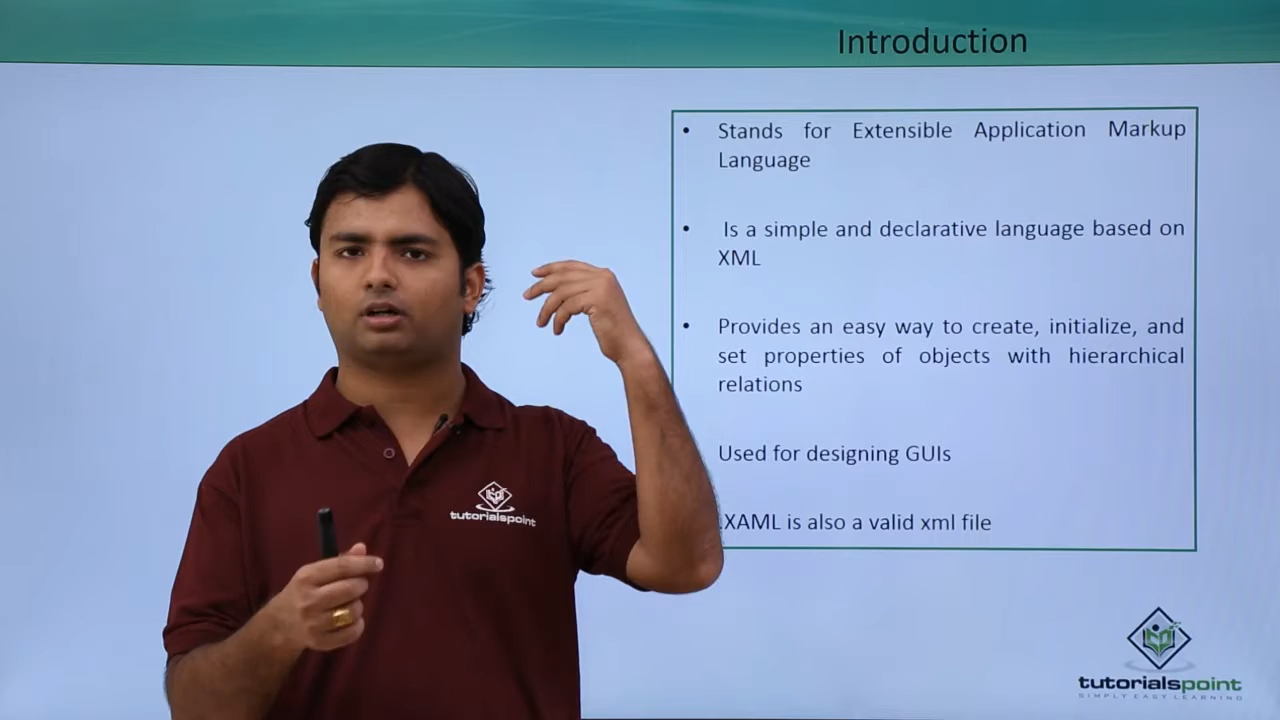 Introduction
• Stands for Extensible Application Markup
Language
• Is a simple and declarative language based on
XML
• Provides an easy way to create, initialize, and
set properties of objects with hierarchical
relations
Used for designing GUIs
.XAML is also a valid xml file
tutorialspoint
tutorialspoint
SIMPLY EASY LEARNING